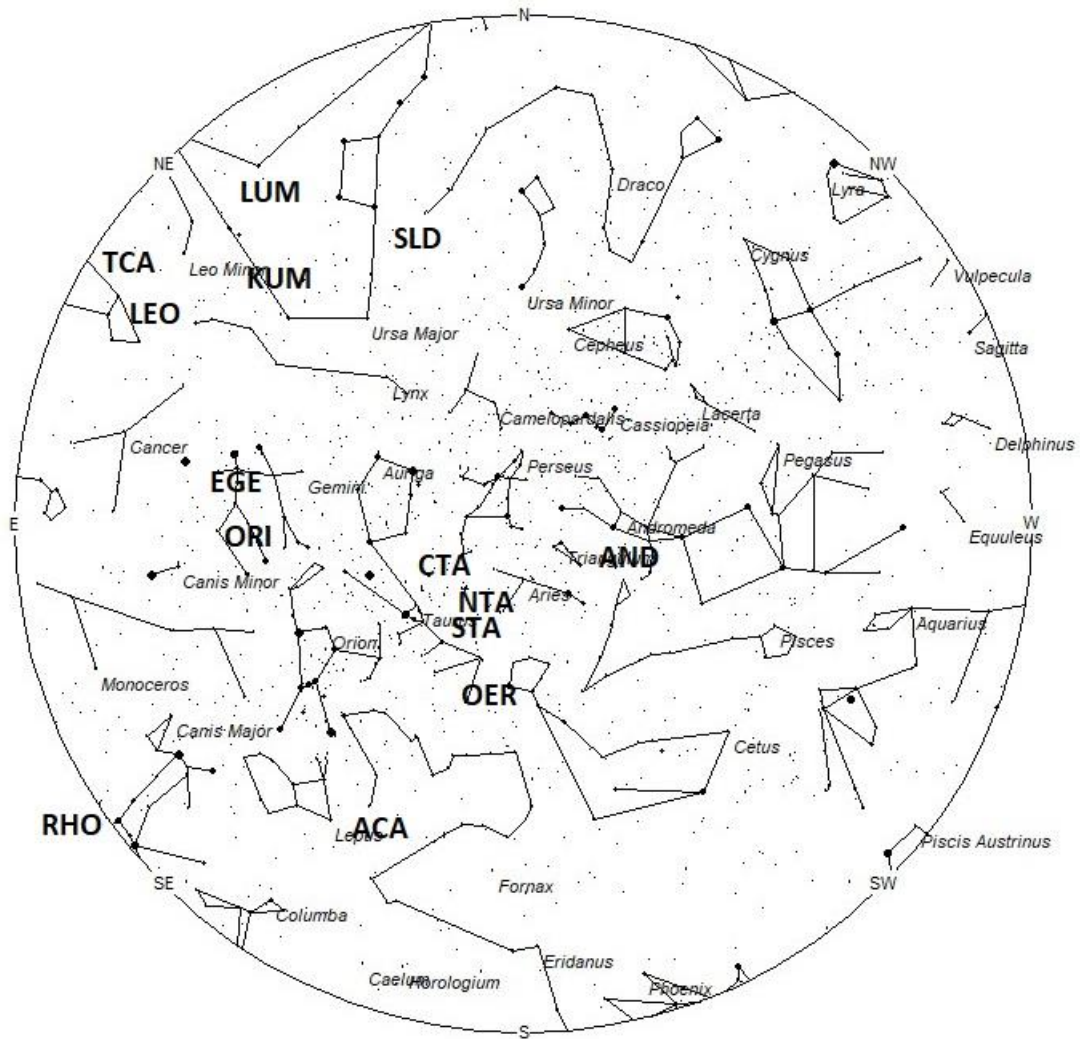 N
NE
NW
LUM
Draco
Lyra
SLD
TCA
Leo Minor
KUM
Cygnus
Vulpecula
LEO
Ursa Minor
Ursa Major
Cepheus
Sagitta
Lynx
Camelopardalis
Cassiopeia
Lacerta
Cancer
Delphinus
EGE
Gemini
Auriga
Perseus
Pegasus
E
ORI
Andromeda
W
Equuleus
CTA
Triangulum
AND
Canis Minor
NTA
Aries
STA
Taurus
Orion
Pisces
Aquarius
Monoceros
OER
Canis Major
Cetus
RHO
Lepus
ACA
Piscis Austrinus
SE
Fornax
SW
Columba
Eridanus
Caelum
Horologium
Phoenix
S